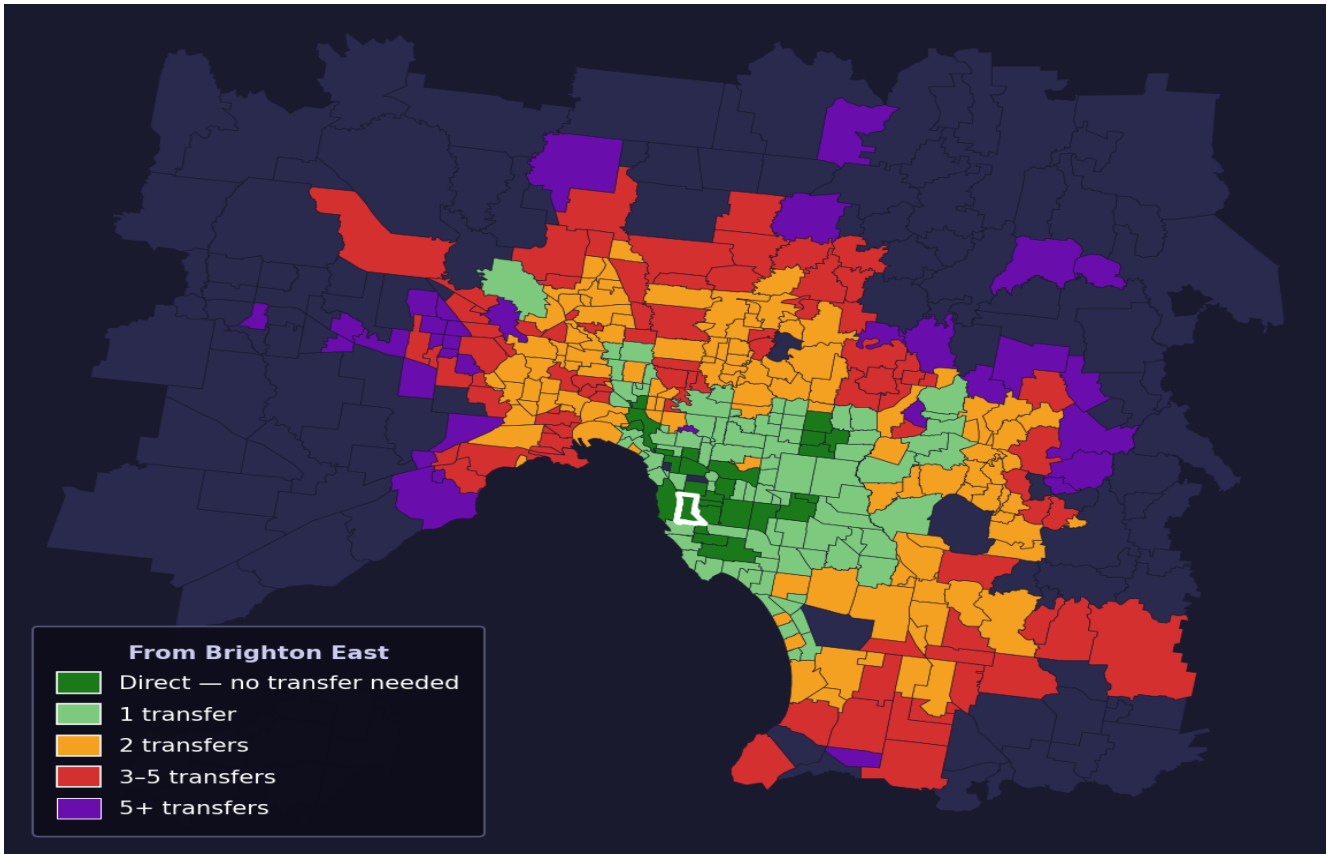 From Brighton East
Direct — no transfer needed
1 transfer
2 transfers
3–5 transfers
5+ transfers